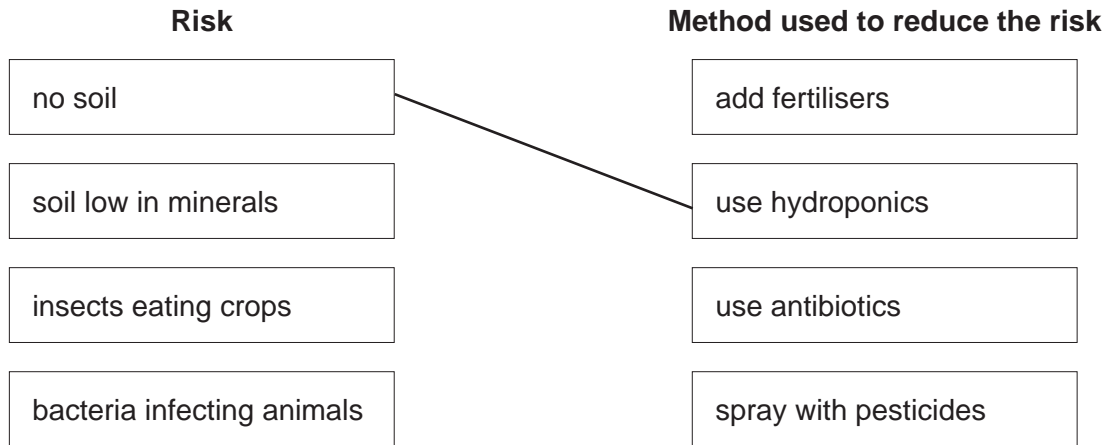 Risk Method used to reduce the risk
no soil add fertilisers
soil low in minerals use hydroponics
insects eating crops use antibiotics
bacteria infecting animals spray with pesticides